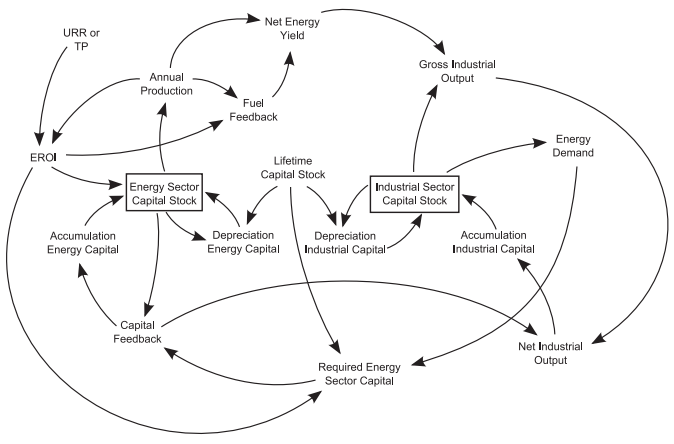 Net Energy
Yield
URR or
TP
Gross Industrial
Output
Annual
Production
Fuel
Feedback
Energy
Demand
EROI
Lifetime
Capital Stock
Energy Sector
Capital Stock
Industrial Sector
Capital Stock
Accumulation
Energy Capital
Depreciation
Energy Capital
Depreciation
Industrial Capital
Accumulation
Industrial Capital
Capital
Feedback
Net Industrial
Output
Required Energy
Sector Capital